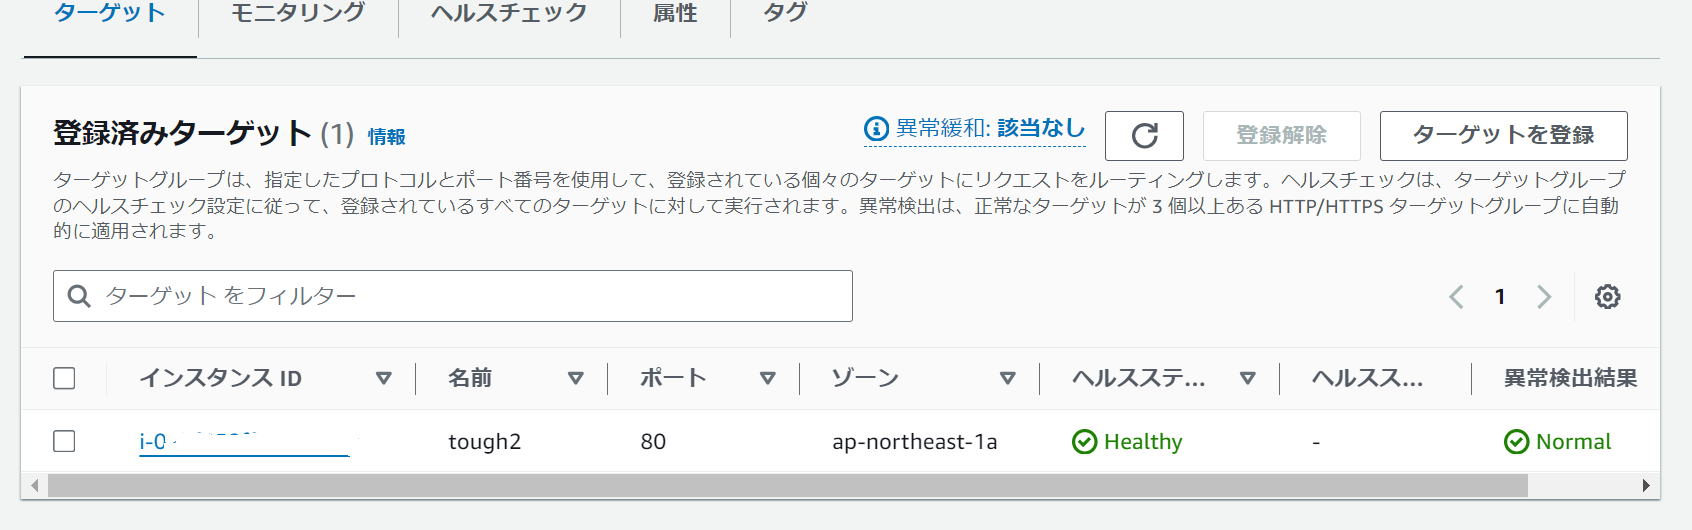 ターゲット モニタリング ヘルスチェック 属性 タグ
登録済みターゲット (1) 情報 異常緩和: 該当なし 登録解除 ターゲットを登録
ターゲットグループは、指定したプロトコルとポート番号を使用して、登録されている個々のターゲットにリクエストをルーティングします。ヘルスチェックは、ターゲットグループ
のヘルスチェック設定に従って、登録されているすべてのターゲットに対して実行されます。異常検出は、正常なターゲットが 3 個以上ある HTTP/HTTPS ターゲットグループに自動
的に適用されます。
ターゲット をフィルター 1
インスタンス ID 名前 ポート ゾーン ヘルスステ... ヘルスス... 異常検出結果
i-0 tough2 80 ap-northeast-1a Healthy - Normal